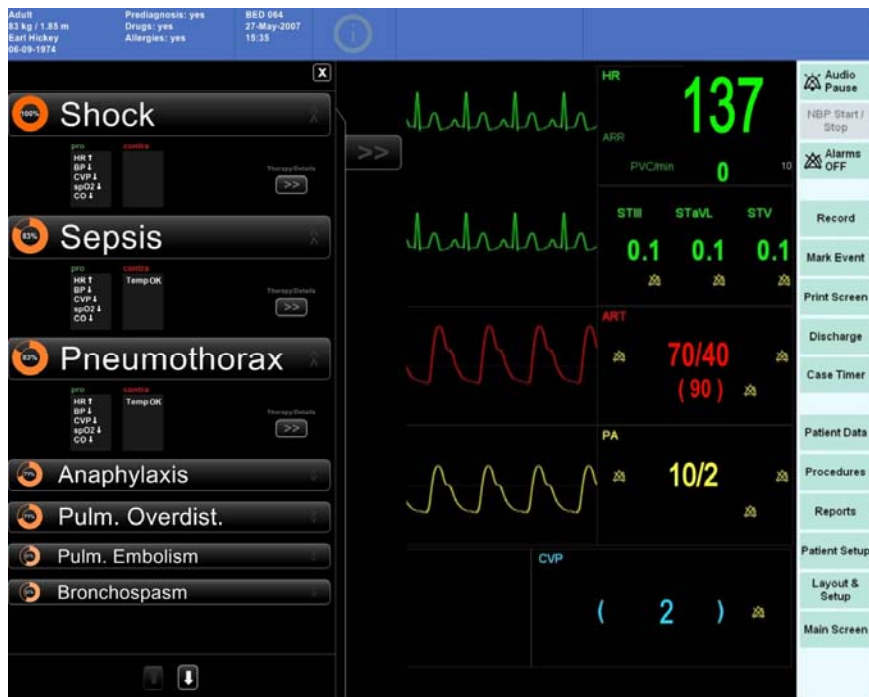 Adult
83 kg / 1.85 m
Earl Hickey
06-09-1974
Prediagnosis: yes
Drugs: yes
Allergies: yes
BED 064
27-May-2007
15:35
i
X
100% Shock
pro
HR ↑
BP ↓
CVP ↓
spO2 ↓
CO ↓
contra
Therapy/Details
>>
83% Sepsis
pro
HR ↑
BP ↓
CVP ↓
spO2 ↓
CO ↓
contra
Temp OK
Therapy/Details
>>
83% Pneumothorax
pro
HR ↑
BP ↓
CVP ↓
spO2 ↓
CO ↓
contra
Temp OK
Therapy/Details
>>
Anaphylaxis
Pulm. Overdist.
Pulm. Embolism
Bronchospasm
>>
HR
137
ARR
PVC/min 0 10
STIII STaVL STV
0.1 0.1 0.1
ART
70/40
( 90 )
PA
10/2
CVP
( 2 )
Audio
Pause
NBP Start /
Stop
Alarms
OFF
Record
Mark Event
Print Screen
Discharge
Case Timer
Patient Data
Procedures
Reports
Patient Setup
Layout &
Setup
Main Screen